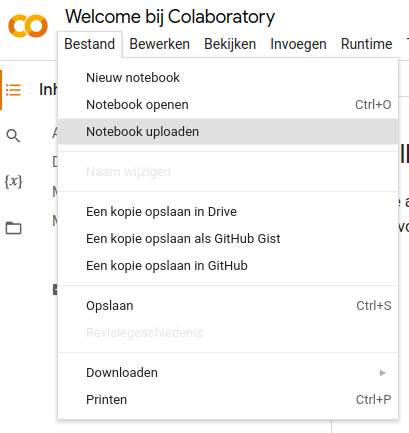 Welcome bij Colaboratory
Bestand Bewerken Bekijken Invoegen Runtime
Nieuw notebook
Notebook openen Ctrl+O
Notebook uploaden
Naam wijzigen
Een kopie opslaan in Drive
Een kopie opslaan als GitHub Gist
Een kopie opslaan in GitHub
Opslaan Ctrl+S
Revisiegeschiedenis
Downloaden
Printen Ctrl+P